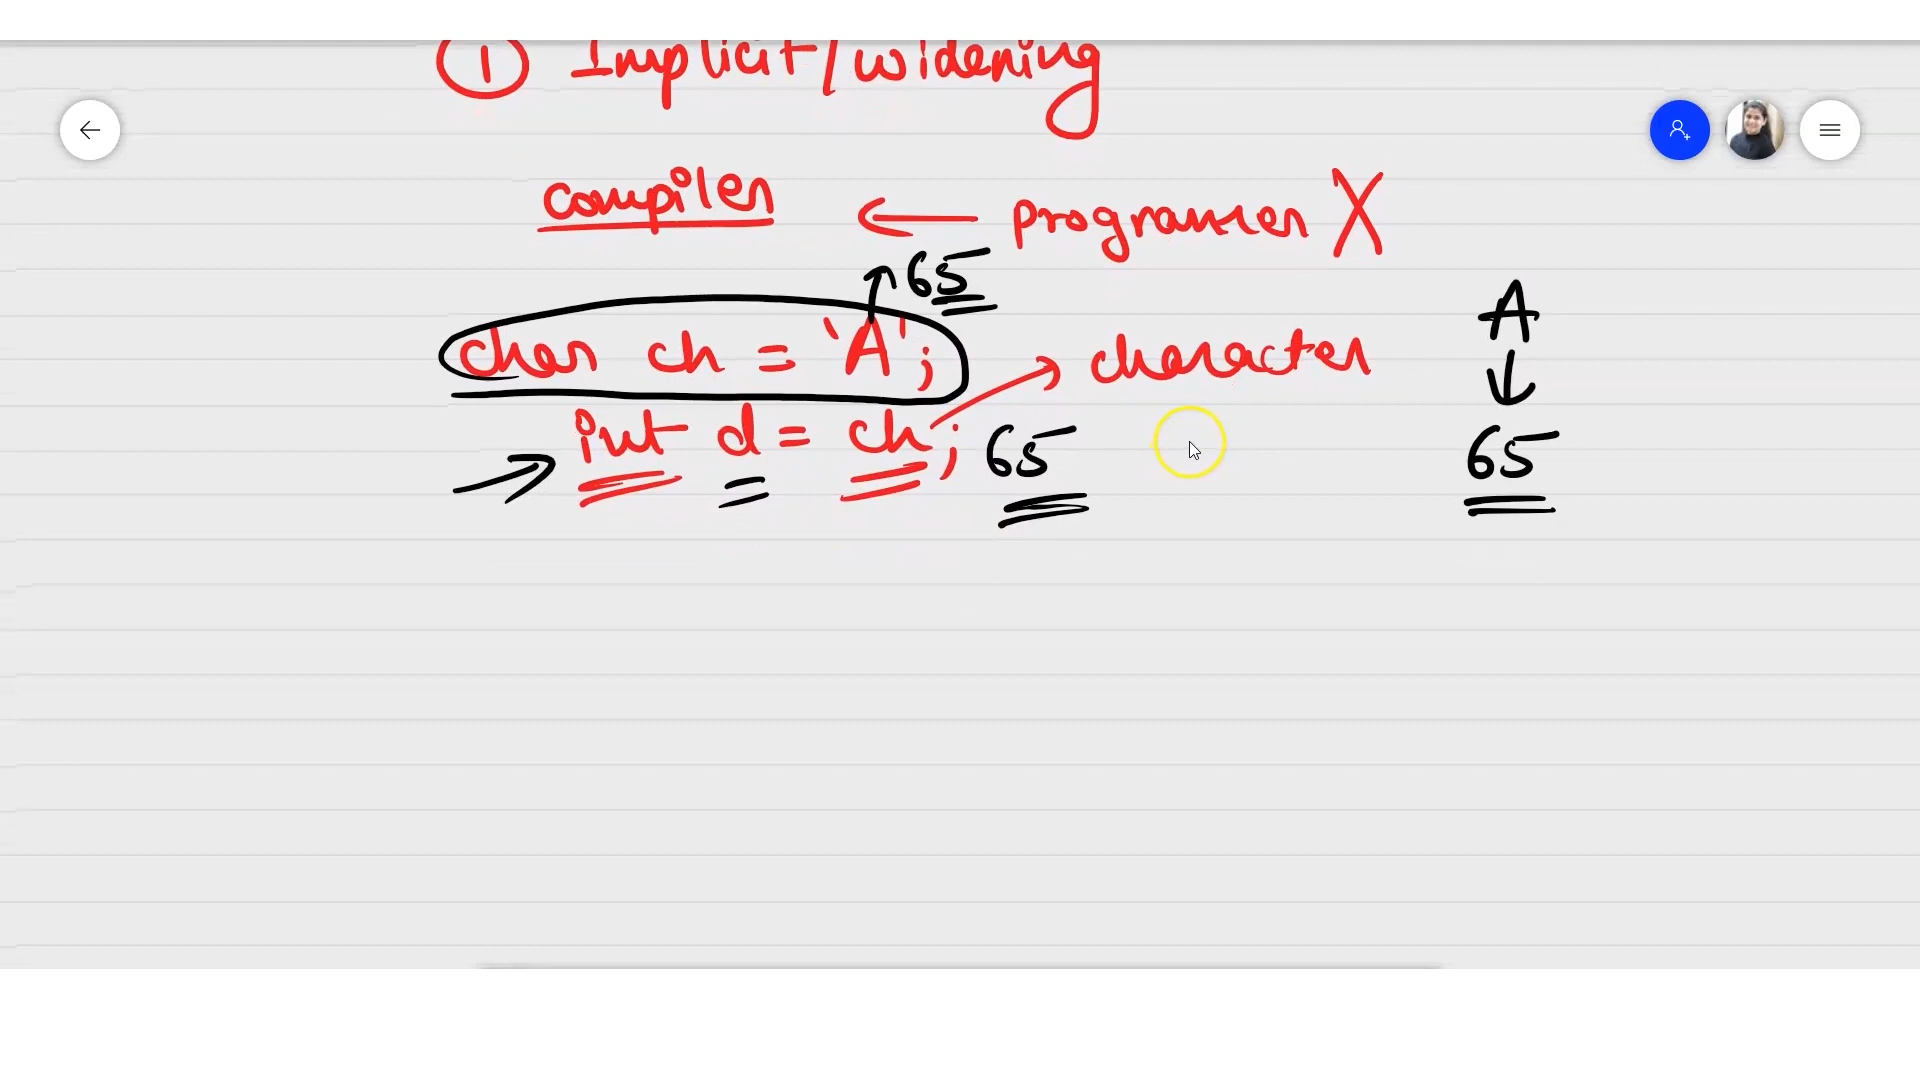 ① Implicit/widening
compiler ← programmer X
65
char ch = 'A'; → character A
↓
int d = ch; 65 65